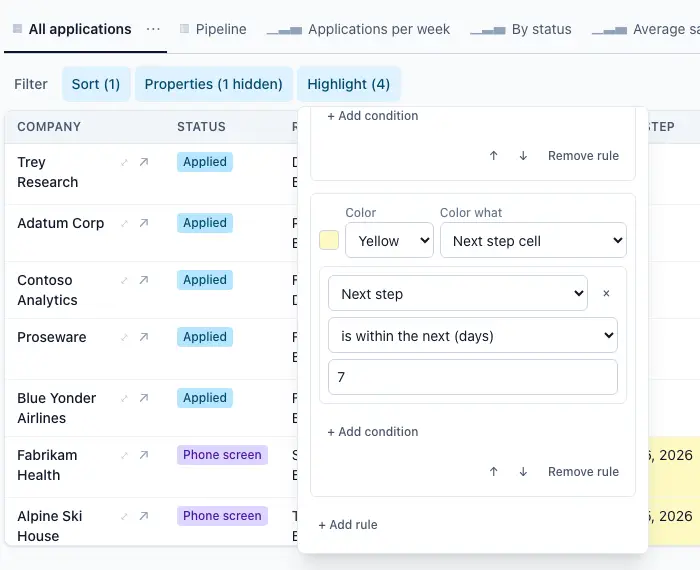 All applications ... Pipeline Applications per week By status Average
Filter Sort (1) Properties (1 hidden) Highlight (4)
COMPANY STATUS
+ Add condition
Trey Research Applied
↑ ↓ Remove rule
Adatum Corp Applied
Color Color what
Yellow Next step cell
Contoso Analytics Applied
Next step ×
Proseware Applied
is within the next (days)
7
Blue Yonder Airlines Applied
+ Add condition
Fabrikam Health Phone screen , 2026
↑ ↓ Remove rule
Alpine Ski House Phone screen , 2026
+ Add rule